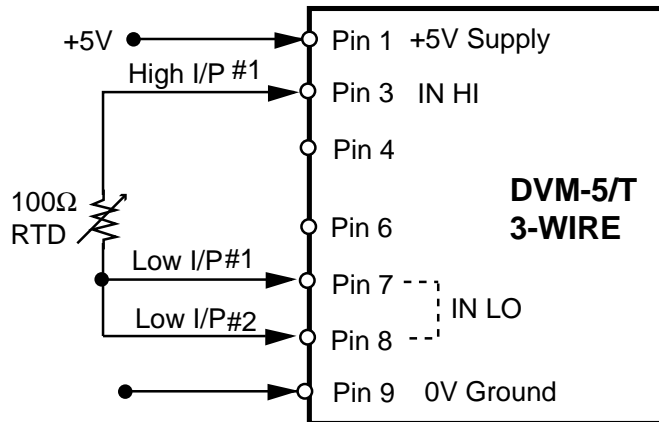 +5V Pin 1 +5V Supply
High I/P #1
Pin 3 IN HI
Pin 4
100Ω
RTD
DVM-5/T
3-WIRE
Pin 6
Low I/P#1
Pin 7
IN LO
Low I/P#2
Pin 8
Pin 9 0V Ground